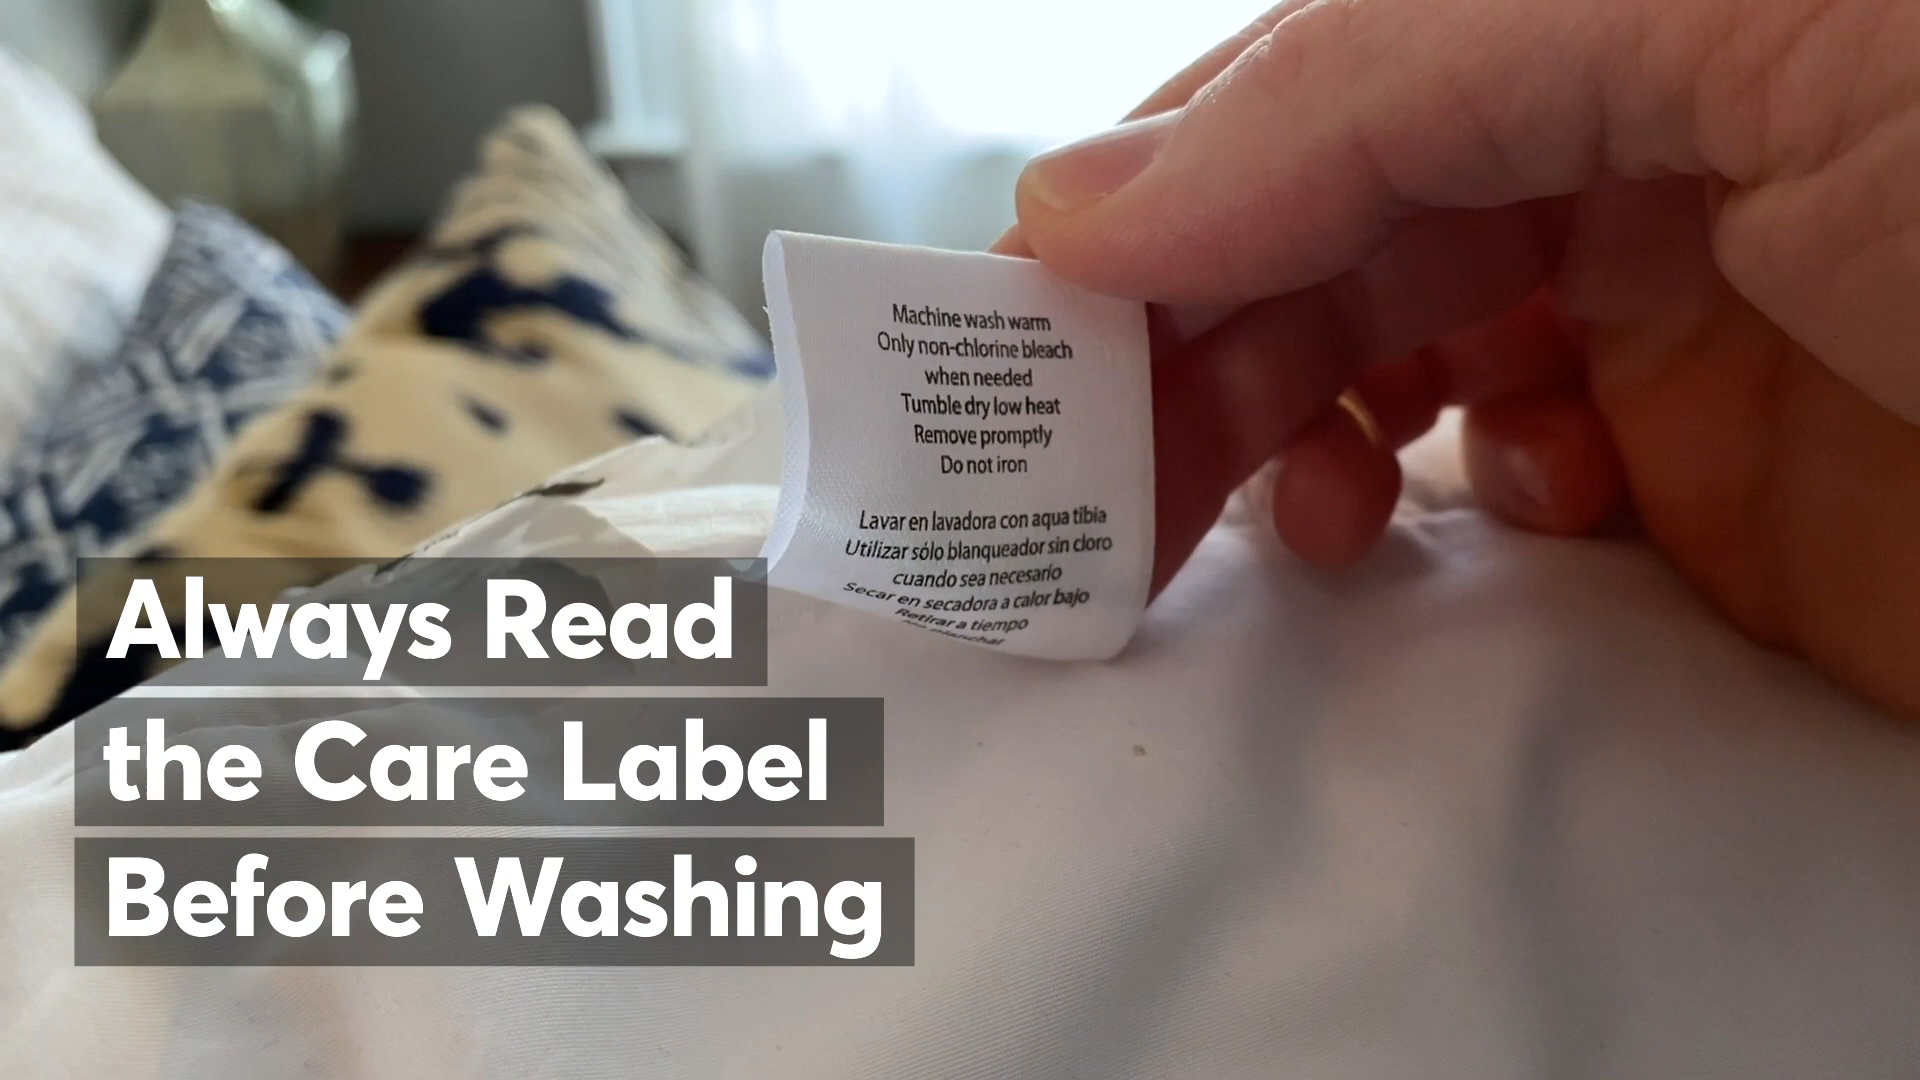 Machine wash warm
Only non-chlorine bleach
when needed
Tumble dry low heat
Remove promptly
Do not iron
Lavar en lavadora con aqua tibia
Utilizar sólo blanqueador sin cloro
cuando sea necesario
Secar en secadora a calor bajo
Retirar a tiempo
planchar
Always Read
the Care Label
Before Washing